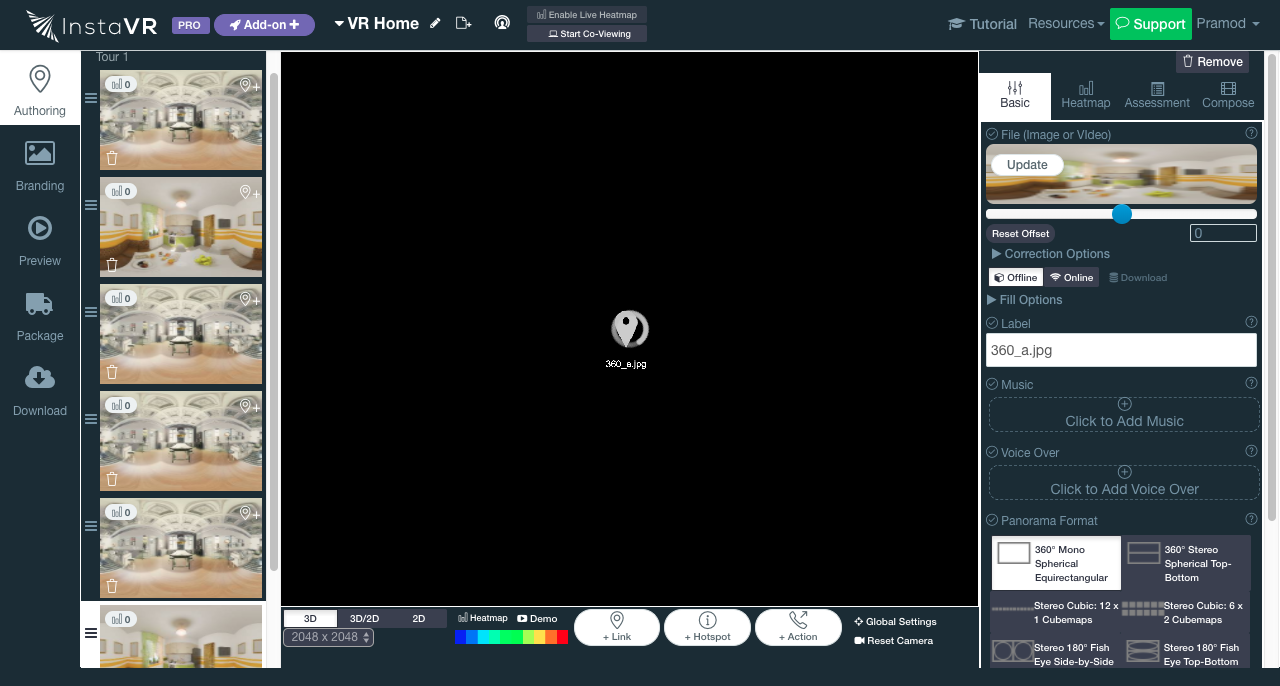 InstaVR
PRO
Add-on
VR Home
Enable Live Heatmap
Start Co-Viewing
Tutorial
Resources
Support
Pramod
Authoring
Branding
Preview
Package
Download
Tour 1
0
0
0
0
0
0
360_a.jpg
3D
3D/2D
2D
2048 x 2048
Heatmap
Demo
+ Link
+ Hotspot
+ Action
Global Settings
Reset Camera
Remove
Basic
Heatmap
Assessment
Compose
File (Image or VIdeo)
Update
Reset Offset
0
Correction Options
Offline
Online
Download
Fill Options
Label
360_a.jpg
Music
Click to Add Music
Voice Over
Click to Add Voice Over
Panorama Format
360° Mono
Spherical
Equirectangular
360° Stereo
Spherical Top-
Bottom
Stereo Cubic: 12 x
1 Cubemaps
Stereo Cubic: 6 x
2 Cubemaps
Stereo 180° Fish
Eye Side-by-Side
Stereo 180° Fish
Eye Top-Bottom